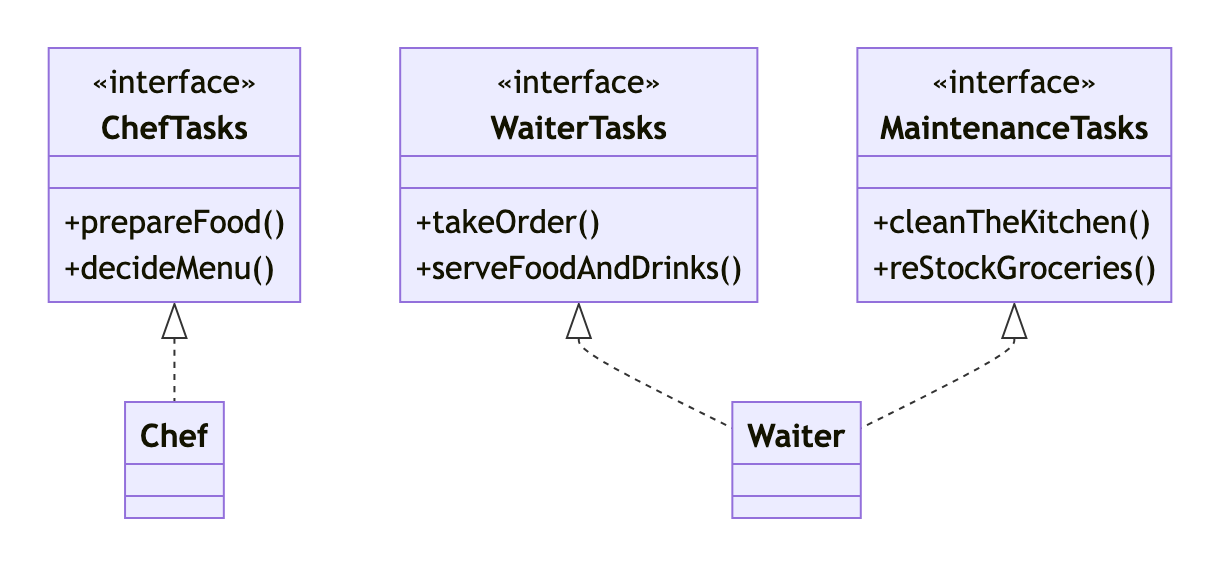 «interface»
ChefTasks
+prepareFood()
+decideMenu()
«interface»
WaiterTasks
+takeOrder()
+serveFoodAndDrinks()
«interface»
MaintenanceTasks
+cleanTheKitchen()
+reStockGroceries()
Chef
Waiter